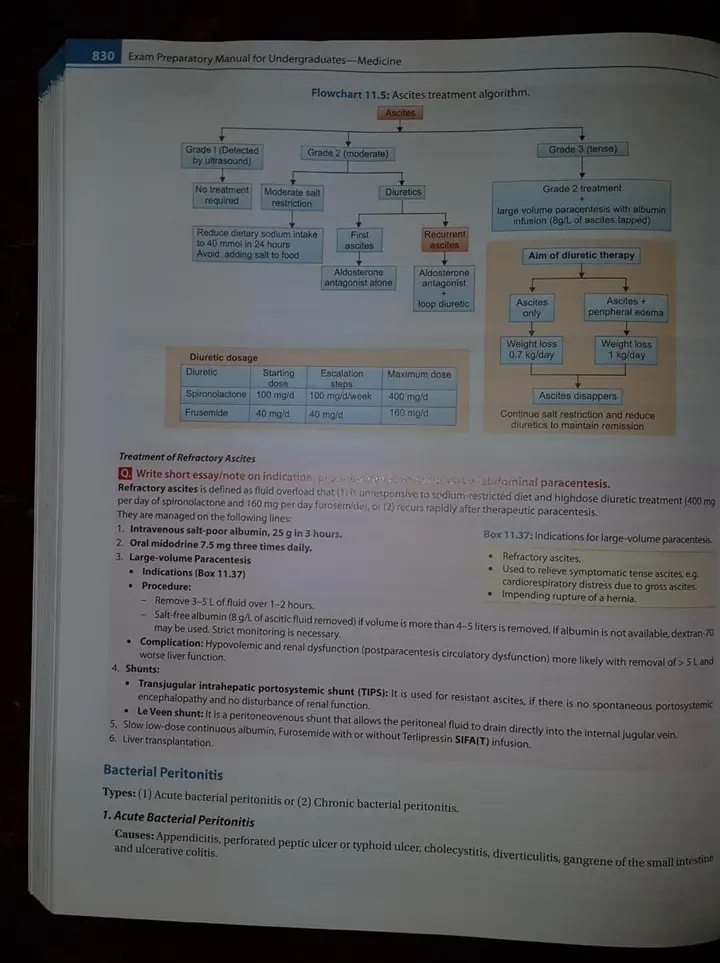 830 Exam Preparatory Manual for Undergraduates—Medicine
Flowchart 11.5: Ascites treatment algorithm.
Ascites
Grade I (Detected
by ultrasound)
Grade 2 (moderate)
Grade 3 (tense)
No treatment
required
Moderate salt
restriction
Diuretics
Grade 2 treatment
+
large volume paracentesis with albumin
infusion (8g/L of ascites tapped)
Reduce dietary sodium intake
to 40 mmol in 24 hours
Avoid adding salt to food
First
ascites
Recurrent
ascites
Aldosterone
antagonist alone
Aldosterone
antagonist
+
loop diuretic
Aim of diuretic therapy
Ascites
only
Ascites +
peripheral edema
Weight loss
0.7 kg/day
Weight loss
1 kg/day
Ascites disappers
Continue salt restriction and reduce
diuretics to maintain remission
Diuretic dosage
Diuretic Starting dose Escalation steps Maximum dose
Spironolactone 100 mg/d 100 mg/d/week 400 mg/d
Frusemide 40 mg/d 40 mg/d 160 mg/d
Treatment of Refractory Ascites
Q. Write short essay/note on indication, of abdominal paracentesis.
Refractory ascites is defined as fluid overload that (1) is unresponsive to sodium-restricted diet and highdose diuretic treatment (400 mg
per day of spironolactone and 160 mg per day furosemide), or (2) recurs rapidly after therapeutic paracentesis.
They are managed on the following lines:
1. Intravenous salt-poor albumin, 25 g in 3 hours.
2. Oral midodrine 7.5 mg three times daily.
3. Large-volume Paracentesis
• Indications (Box 11.37)
• Procedure:
– Remove 3–5 L of fluid over 1–2 hours.
– Salt-free albumin (8 g/L of ascitic fluid removed) if volume is more than 4–5 liters is removed. If albumin is not available, dextran-70
may be used. Strict monitoring is necessary.
• Complication: Hypovolemic and renal dysfunction (postparacentesis circulatory dysfunction) more likely with removal of > 5 L and
worse liver function.
Box 11.37: Indications for large-volume paracentesis.
• Refractory ascites.
• Used to relieve symptomatic tense ascites, e.g.
cardiorespiratory distress due to gross ascites.
• Impending rupture of a hernia.
4. Shunts:
• Transjugular intrahepatic portosystemic shunt (TIPS): It is used for resistant ascites, if there is no spontaneous portosystemic
encephalopathy and no disturbance of renal function.
• Le Veen shunt: It is a peritoneovenous shunt that allows the peritoneal fluid to drain directly into the internal jugular vein.
5. Slow low-dose continuous albumin, Furosemide with or without Terlipressin SIFA(T) infusion.
6. Liver transplantation.
Bacterial Peritonitis
Types: (1) Acute bacterial peritonitis or (2) Chronic bacterial peritonitis.
1. Acute Bacterial Peritonitis
Causes: Appendicitis, perforated peptic ulcer or typhoid ulcer, cholecystitis, diverticulitis, gangrene of the small intestine
and ulcerative colitis.